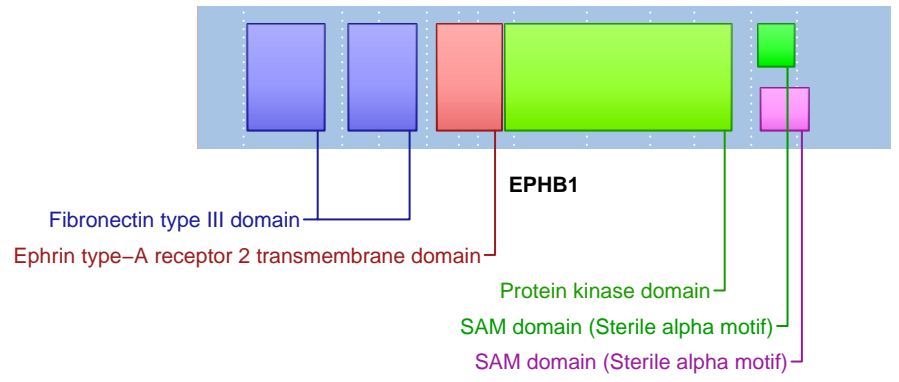 EPHB1
Fibronectin type III domain
Ephrin type−A receptor 2 transmembrane domain
Protein kinase domain
SAM domain (Sterile alpha motif)
SAM domain (Sterile alpha motif)